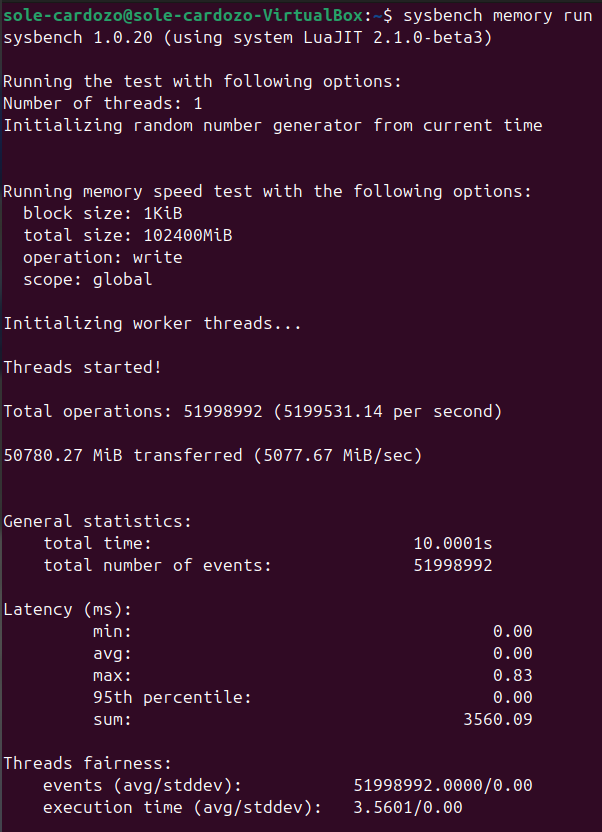 sole-cardozo@sole-cardozo-VirtualBox:~$ sysbench memory run
sysbench 1.0.20 (using system LuaJIT 2.1.0-beta3)
Running the test with following options:
Number of threads: 1
Initializing random number generator from current time
Running memory speed test with the following options:
block size: 1KiB
total size: 102400MiB
operation: write
scope: global
Initializing worker threads...
Threads started!
Total operations: 51998992 (5199531.14 per second)
50780.27 MiB transferred (5077.67 MiB/sec)
General statistics:
total time: 10.0001s
total number of events: 51998992
Latency (ms):
min: 0.00
avg: 0.00
max: 0.83
95th percentile: 0.00
sum: 3560.09
Threads fairness:
events (avg/stddev): 51998992.0000/0.00
execution time (avg/stddev): 3.5601/0.00